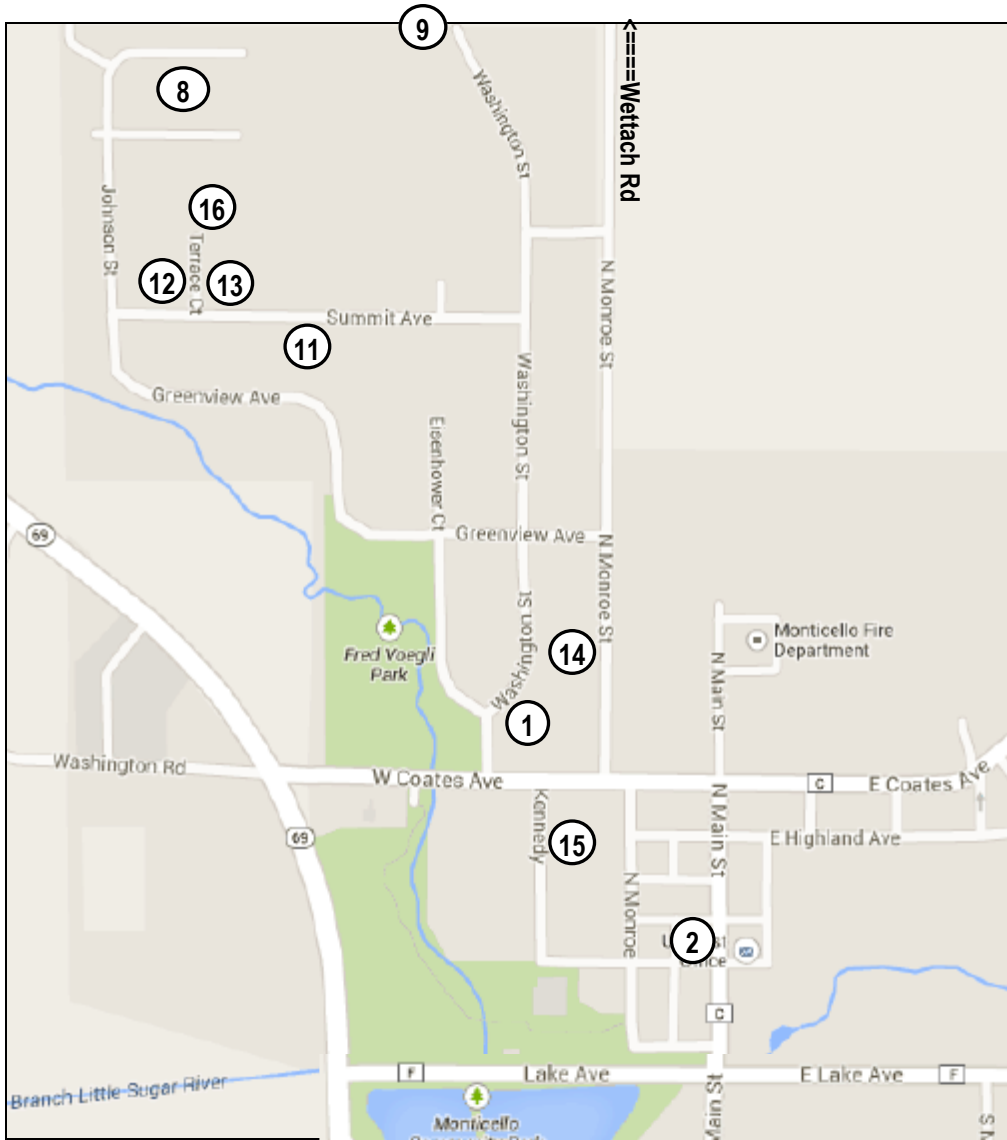 9
<====Wettach Rd
Washington St
8
Johnson St
16
Terrace Ct
12
13
N Monroe St
Summit Ave
11
Washington St
Greenview Ave
Eisenhower Ct
69
Greenview Ave
N Monroe St
Washington St
14
Monticello Fire
Department
Fred Voegli
Park
N Main St
1
Washington Rd
W Coates Ave
C
E Coates Ave
Kennedy
N Main St
69
15
E Highland Ave
N Monroe
2
Office
C
F
Lake Ave
E Lake Ave
F
Branch Little Sugar River
Main St
Monticello
S N